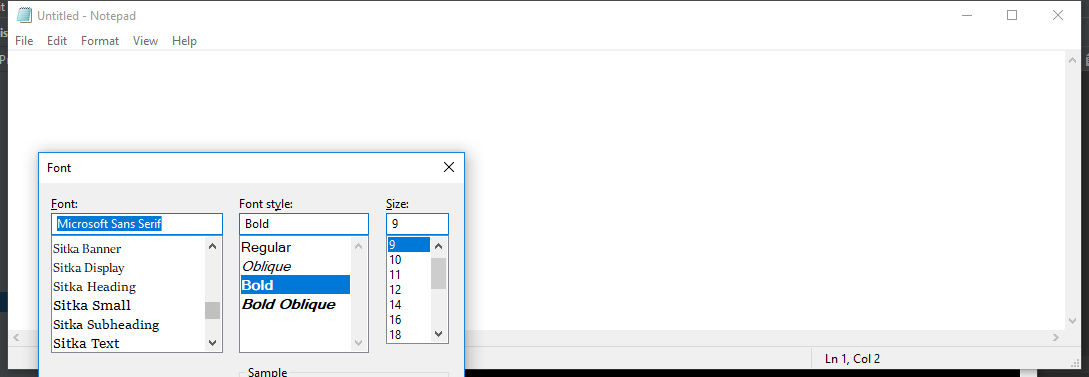 Untitled - Notepad
File Edit Format View Help
Font
Font: Font style: Size:
Microsoft Sans Serif Bold 9
Sitka Banner
Sitka Display
Sitka Heading
Sitka Small
Sitka Subheading
Sitka Text
Regular
Oblique
Bold
Bold Oblique
9
10
11
12
14
16
18
Sample
Ln 1, Col 2